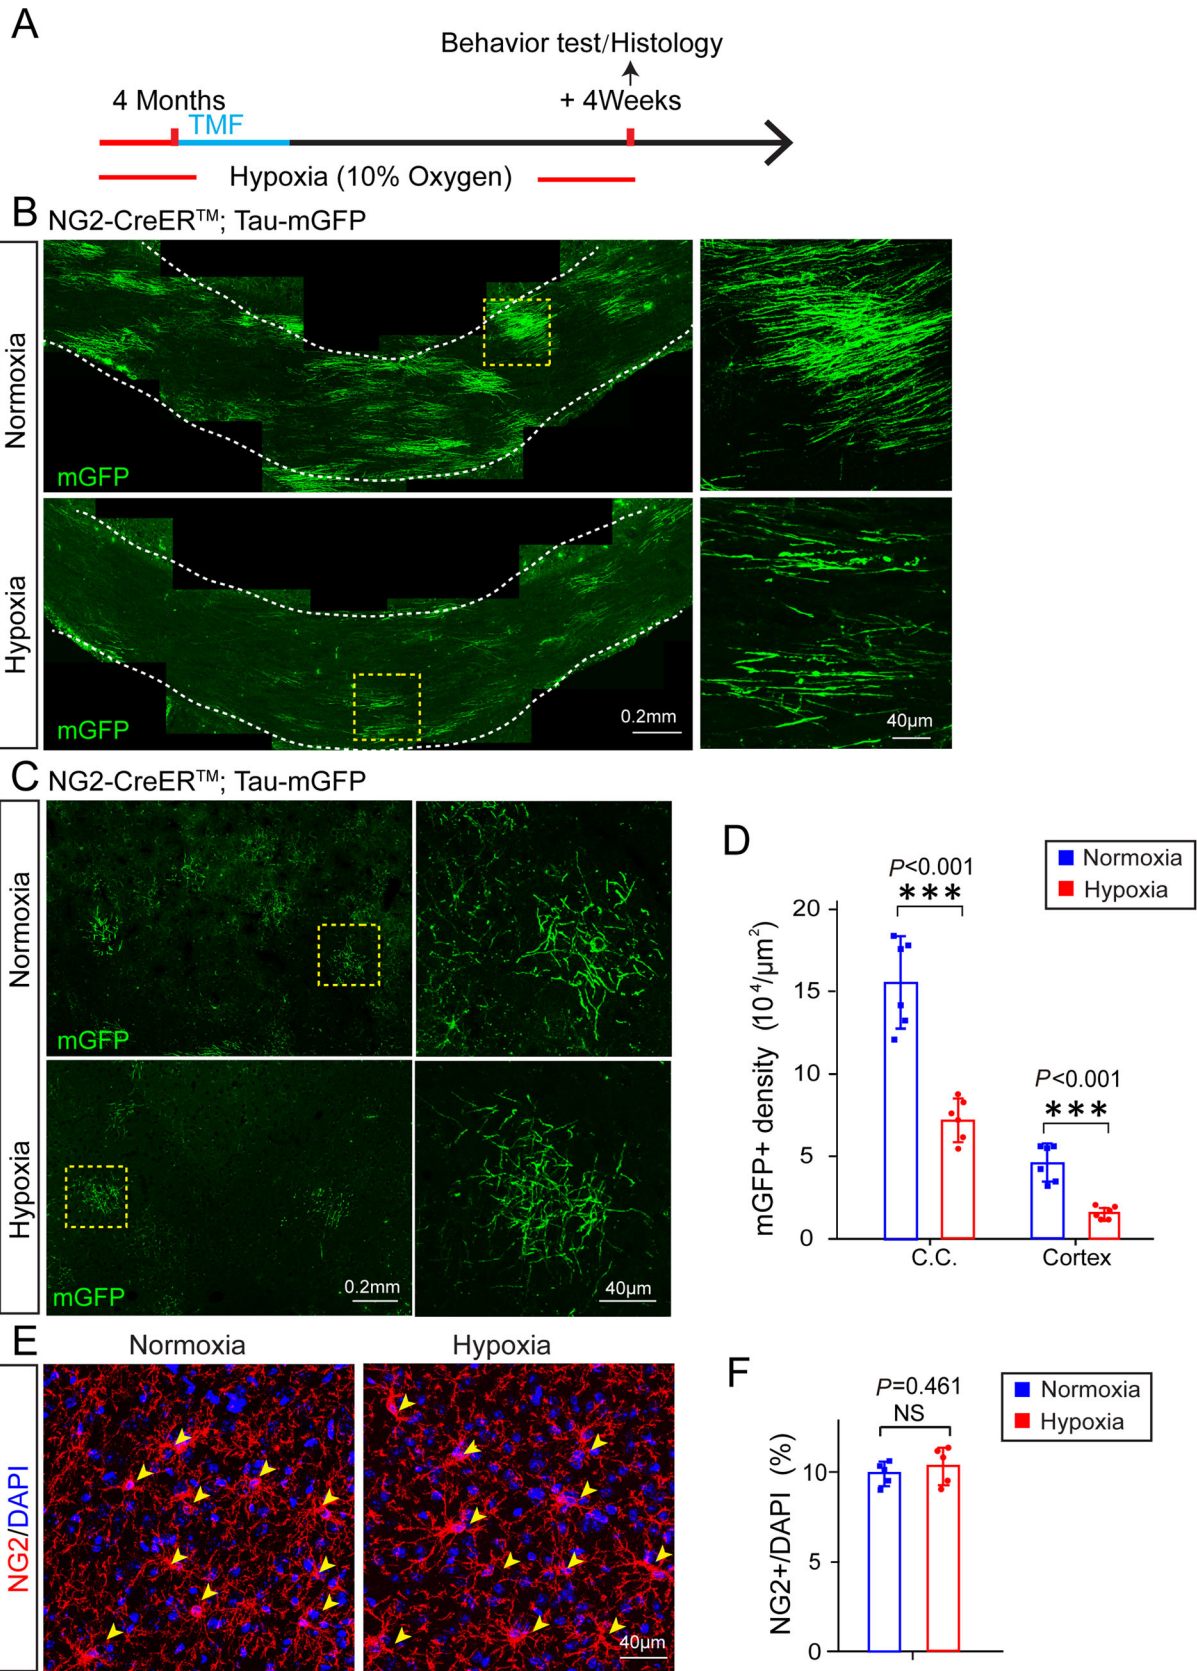 A
Behavior test/Histology
4 Months
+ 4Weeks
TMF
Hypoxia (10% Oxygen)
B
NG2-CreER™; Tau-mGFP
Normoxia
mGFP
Hypoxia
mGFP
0.2mm
40µm
C
NG2-CreER™; Tau-mGFP
Normoxia
mGFP
Hypoxia
mGFP
0.2mm
40µm
D
Normoxia
Hypoxia
P<0.001
***
P<0.001
***
mGFP+ density (10⁴/µm²)
20
15
10
5
0
C.C.
Cortex
E
Normoxia
Hypoxia
NG2/DAPI
40µm
F
Normoxia
Hypoxia
P=0.461
NS
NG2+/DAPI (%)
10
5
0